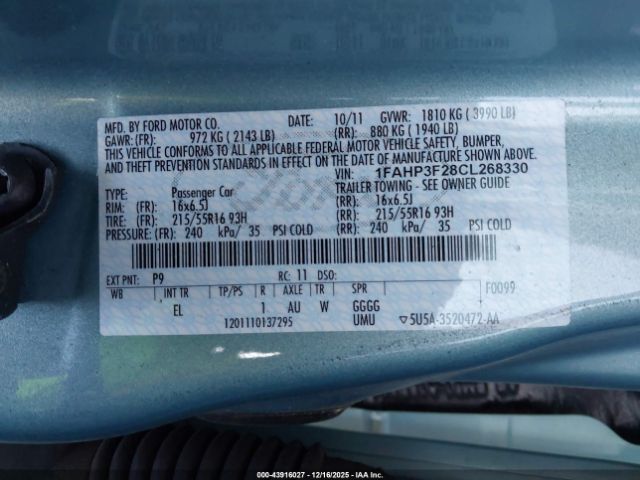 MFD. BY FORD MOTOR CO. DATE: 10/11 GVWR: 1810 KG ( 3990 LB)
GAWR: (FR): 972 KG ( 2143 LB) (RR): 880 KG ( 1940 LB)
THIS VEHICLE CONFORMS TO ALL APPLICABLE FEDERAL MOTOR VEHICLE SAFETY, BUMPER,
AND THEFT PREVENTION STANDARDS IN EFFECT ON THE DATE OF MANUFACTURE SHOWN ABOVE.
VIN: 1FAHP3F28CL268330
TYPE: Passenger Car TRAILER TOWING - SEE OWNER GUIDE
RIM: (FR) 16x6.5J (RR): 16x6.5J
TIRE: (FR) 215/55R16 93H (RR): 215/55R16 93H
PRESSURE: (FR) 240 kPa/ 35 PSI COLD (RR): 240 kPa/ 35 PSI COLD
EXT PNT: P9 RC: 11 DSO: F0099
WB INT TR TP/PS R AXLE TR SPR
EL 1 AU W GGGG
1201110137295 UMU ▽5U5A-3520472-AA
000-43916027 - 12/16/2025 - IAAI.COM